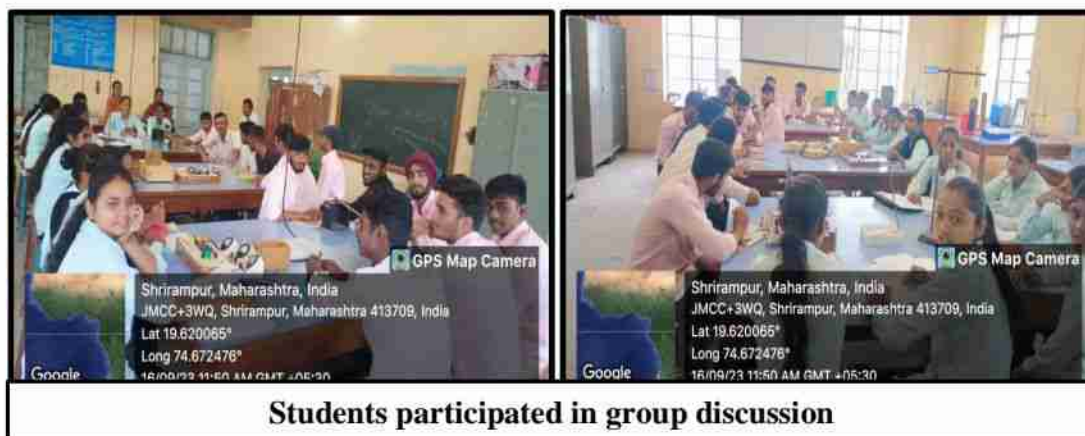 GPS Map Camera
Shrirampur, Maharashtra, India
JMCC+3WQ, Shrirampur, Maharashtra 413709, India
Lat 19.620065°
Long 74.672476°
16/09/23 11:50 AM GMT +05:30
Google
GPS Map Camera
Shrirampur, Maharashtra, India
JMCC+3WQ, Shrirampur, Maharashtra 413709, India
Lat 19.620065°
Long 74.672476°
16/09/23 11:50 AM GMT +05:30
Google
Students participated in group discussion